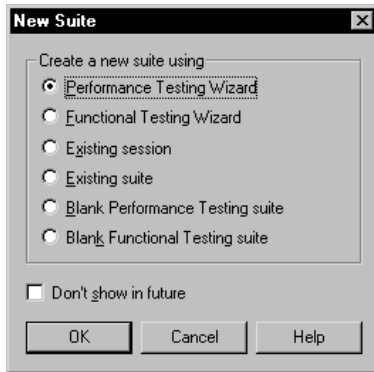 New Suite
Create a new suite using
Performance Testing Wizard
Functional Testing Wizard
Existing session
Existing suite
Blank Performance Testing suite
Blank Functional Testing suite
Don't show in future
OK Cancel Help